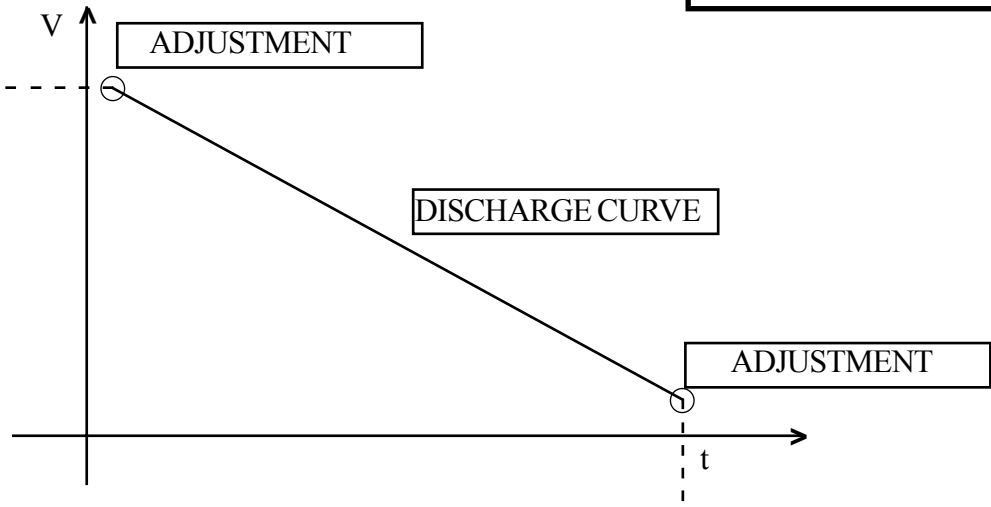 V
ADJUSTMENT
DISCHARGE CURVE
ADJUSTMENT
t